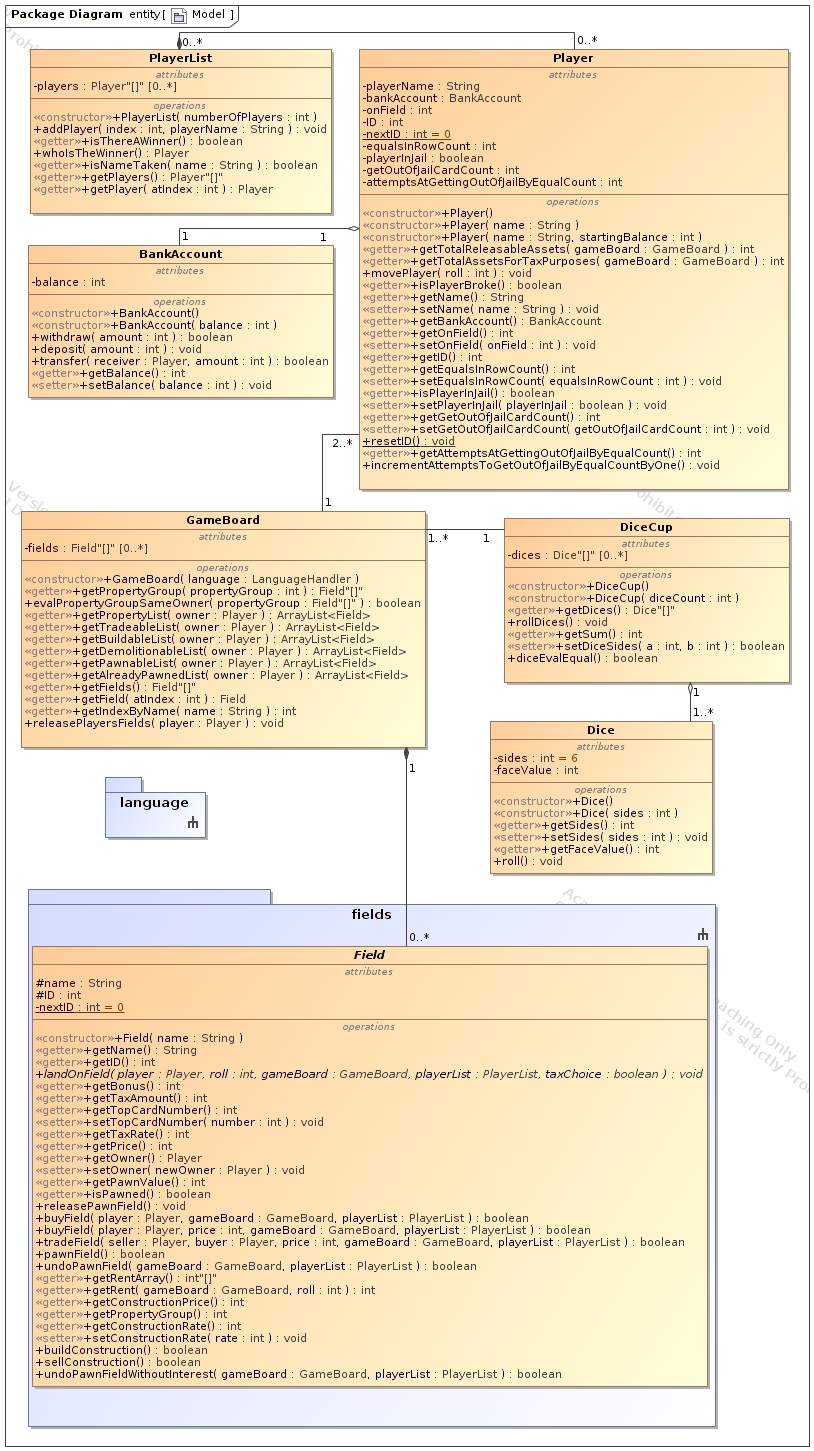 Package Diagram entity[ Model ]
0..*
0..*
PlayerList
attributes
-players : Player"[]" [0..*]
operations
«constructor»+PlayerList( numberOfPlayers : int )
+addPlayer( index : int, playerName : String ) : void
«getter»+isThereAWinner() : boolean
+whoIsTheWinner() : Player
«getter»+isNameTaken( name : String ) : boolean
«getter»+getPlayers() : Player"[]"
«getter»+getPlayer( atIndex : int ) : Player
Player
attributes
-playerName : String
-bankAccount : BankAccount
-onField : int
-ID : int
-nextID : int = 0
-equalsInRowCount : int
-playerInJail : boolean
-getOutOfJailCardCount : int
-attemptsAtGettingOutOfJailByEqualCount : int
operations
«constructor»+Player()
«constructor»+Player( name : String )
«constructor»+Player( name : String, startingBalance : int )
«getter»+getTotalReleasableAssets( gameBoard : GameBoard ) : int
«getter»+getTotalAssetsForTaxPurposes( gameBoard : GameBoard ) : int
+movePlayer( roll : int ) : void
«getter»+isPlayerBroke() : boolean
«getter»+getName() : String
«setter»+setName( name : String ) : void
«getter»+getBankAccount() : BankAccount
«getter»+getOnField() : int
«setter»+setOnField( onField : int ) : void
«getter»+getID() : int
«getter»+getEqualsInRowCount() : int
«setter»+setEqualsInRowCount( equalsInRowCount : int ) : void
«getter»+isPlayerInJail() : boolean
«setter»+setPlayerInJail( playerInJail : boolean ) : void
«getter»+getGetOutOfJailCardCount() : int
«setter»+setGetOutOfJailCardCount( getOutOfJailCardCount : int ) : void
+resetID() : void
«getter»+getAttemptsAtGettingOutOfJailByEqualCount() : int
+incrementAttemptsToGetOutOfJailByEqualCountByOne() : void
1
1
BankAccount
attributes
-balance : int
operations
«constructor»+BankAccount()
«constructor»+BankAccount( balance : int )
+withdraw( amount : int ) : boolean
+deposit( amount : int ) : void
+transfer( receiver : Player, amount : int ) : boolean
«getter»+getBalance() : int
«setter»+setBalance( balance : int ) : void
2..*
1
GameBoard
attributes
-fields : Field"[]" [0..*]
operations
«constructor»+GameBoard( language : LanguageHandler )
«getter»+getPropertyGroup( propertyGroup : int ) : Field"[]"
+evalPropertyGroupSameOwner( propertyGroup : Field"[]" ) : boolean
«getter»+getPropertyList( owner : Player ) : ArrayList<Field>
«getter»+getTradeableList( owner : Player ) : ArrayList<Field>
«getter»+getBuildableList( owner : Player ) : ArrayList<Field>
«getter»+getDemolitionableList( owner : Player ) : ArrayList<Field>
«getter»+getPawnableList( owner : Player ) : ArrayList<Field>
«getter»+getAlreadyPawnedList( owner : Player ) : ArrayList<Field>
«getter»+getFields() : Field"[]"
«getter»+getField( atIndex : int ) : Field
«getter»+getIndexByName( name : String ) : int
+releasePlayersFields( player : Player ) : void
1..*
1
DiceCup
attributes
-dices : Dice"[]" [0..*]
operations
«constructor»+DiceCup()
«constructor»+DiceCup( diceCount : int )
«getter»+getDices() : Dice"[]"
+rollDices() : void
«getter»+getSum() : int
«setter»+setDiceSides( a : int, b : int ) : boolean
+diceEvalEqual() : boolean
1
1..*
Dice
attributes
-sides : int = 6
-faceValue : int
operations
«constructor»+Dice()
«constructor»+Dice( sides : int )
«getter»+getSides() : int
«setter»+setSides( sides : int ) : void
«getter»+getFaceValue() : int
+roll() : void
1
language
fields
0..*
Field
attributes
#name : String
#ID : int
-nextID : int = 0
operations
«constructor»+Field( name : String )
«getter»+getName() : String
«getter»+getID() : int
+landOnField( player : Player, roll : int, gameBoard : GameBoard, playerList : PlayerList, taxChoice : boolean ) : void
«getter»+getBonus() : int
«getter»+getTaxAmount() : int
«getter»+getTopCardNumber() : int
«setter»+setTopCardNumber( number : int ) : void
«getter»+getTaxRate() : int
«getter»+getPrice() : int
«getter»+getOwner() : Player
«setter»+setOwner( newOwner : Player ) : void
«getter»+getPawnValue() : int
«getter»+isPawned() : boolean
+releasePawnField() : void
+buyField( player : Player, gameBoard : GameBoard, playerList : PlayerList ) : boolean
+buyField( player : Player, price : int, gameBoard : GameBoard, playerList : PlayerList ) : boolean
+tradeField( seller : Player, buyer : Player, price : int, gameBoard : GameBoard, playerList : PlayerList ) : boolean
+pawnField() : boolean
+undoPawnField( gameBoard : GameBoard, playerList : PlayerList ) : boolean
«getter»+getRentArray() : int"[]"
«getter»+getRent( gameBoard : GameBoard, roll : int ) : int
«getter»+getConstructionPrice() : int
«getter»+getPropertyGroup() : int
«getter»+getConstructionRate() : int
«setter»+setConstructionRate( rate : int ) : void
+buildConstruction() : boolean
+sellConstruction() : boolean
+undoPawnFieldWithoutInterest( gameBoard : GameBoard, playerList : PlayerList ) : boolean